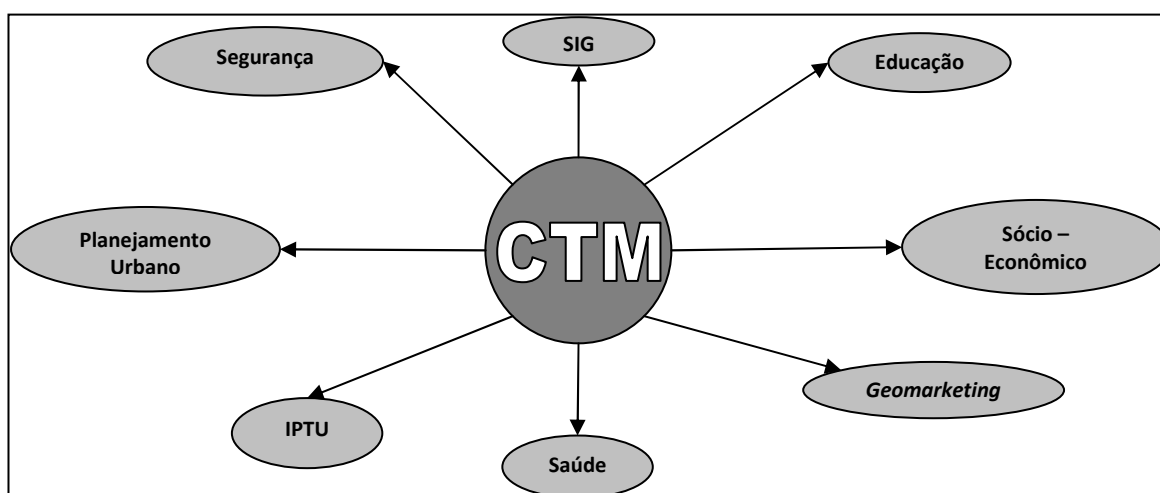 SIG
Segurança
Educação
Planejamento
Urbano
CTM
Sócio –
Econômico
Geomarketing
IPTU
Saúde